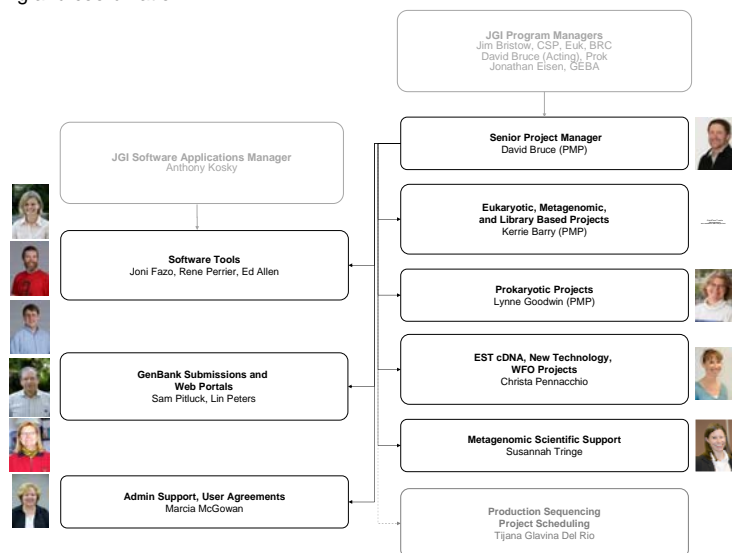 JGI Program Managers
Jim Bristow, CSP, Euk, BRC
David Bruce (Acting), Prok
Jonathan Eisen, GEBA
JGI Software Applications Manager
Anthony Kosky
Senior Project Manager
David Bruce (PMP)
Eukaryotic, Metagenomic,
and Library Based Projects
Kerrie Barry (PMP)
Software Tools
Joni Fazo, Rene Perrier, Ed Allen
Prokaryotic Projects
Lynne Goodwin (PMP)
EST cDNA, New Technology,
WFO Projects
Christa Pennacchio
GenBank Submissions and
Web Portals
Sam Pitluck, Lin Peters
Metagenomic Scientific Support
Susannah Tringe
Admin Support, User Agreements
Marcia McGowan
Production Sequencing
Project Scheduling
Tijana Glavina Del Rio